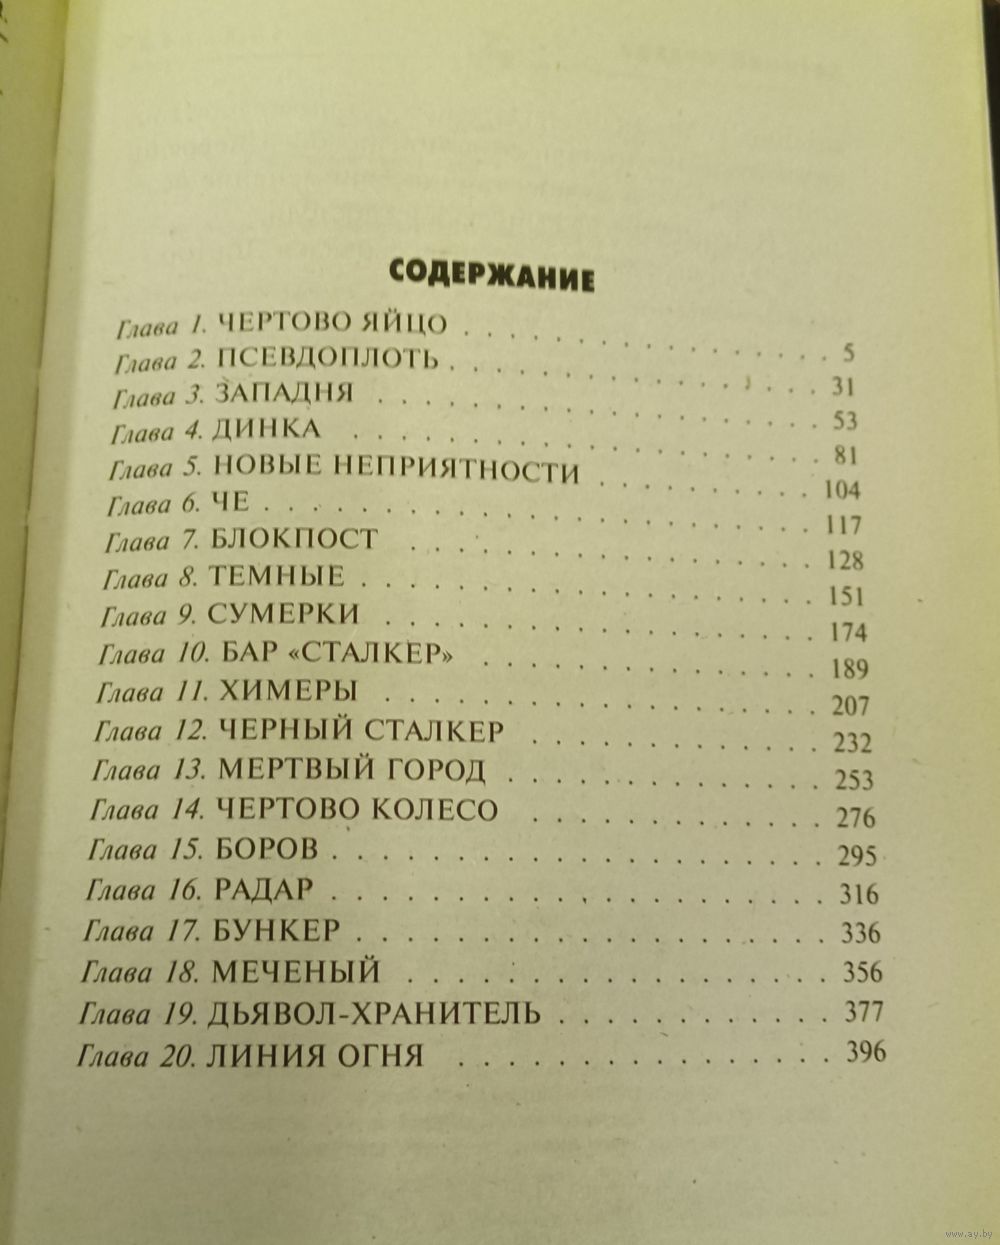 СОДЕРЖАНИЕ
Глава 1. ЧЕРТОВО ЯЙЦО . . . . . . . . . . . . . . . . 5
Глава 2. ПСЕВДОПЛОТЬ . . . . . . . . . . . . . . . . 31
Глава 3. ЗАПАДНЯ . . . . . . . . . . . . . . . . . . . 53
Глава 4. ДИНКА . . . . . . . . . . . . . . . . . . . . 81
Глава 5. НОВЫЕ НЕПРИЯТНОСТИ . . . . . . . . . 104
Глава 6. ЧЕ . . . . . . . . . . . . . . . . . . . . . . 117
Глава 7. БЛОКПОСТ . . . . . . . . . . . . . . . . . 128
Глава 8. ТЕМНЫЕ . . . . . . . . . . . . . . . . . . 151
Глава 9. СУМЕРКИ . . . . . . . . . . . . . . . . . . 174
Глава 10. БАР «СТАЛКЕР» . . . . . . . . . . . . . . 189
Глава 11. ХИМЕРЫ . . . . . . . . . . . . . . . . . . 207
Глава 12. ЧЕРНЫЙ СТАЛКЕР . . . . . . . . . . . . 232
Глава 13. МЕРТВЫЙ ГОРОД . . . . . . . . . . . . . 253
Глава 14. ЧЕРТОВО КОЛЕСО . . . . . . . . . . . . 276
Глава 15. БОРОВ . . . . . . . . . . . . . . . . . . . . 295
Глава 16. РАДАР . . . . . . . . . . . . . . . . . . . . 316
Глава 17. БУНКЕР . . . . . . . . . . . . . . . . . . . 336
Глава 18. МЕЧЕНЫЙ . . . . . . . . . . . . . . . . . 356
Глава 19. ДЬЯВОЛ-ХРАНИТЕЛЬ . . . . . . . . . . . 377
Глава 20. ЛИНИЯ ОГНЯ . . . . . . . . . . . . . . . 396
www.ay.by